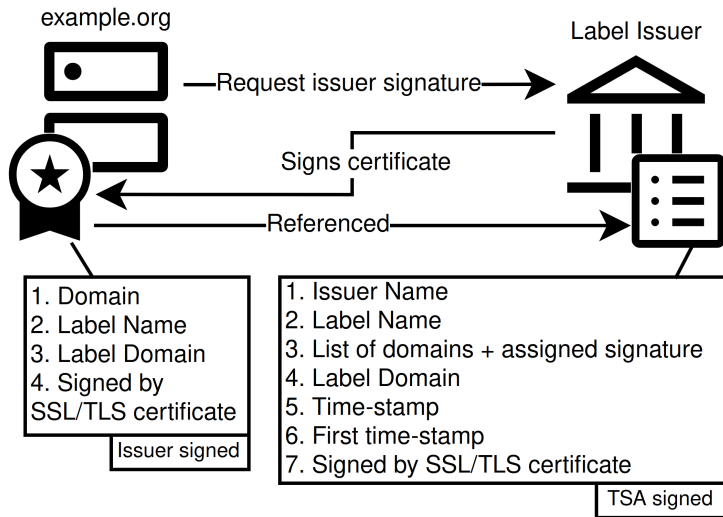 example.org
Label Issuer
Request issuer signature
Signs certificate
Referenced
1. Domain
2. Label Name
3. Label Domain
4. Signed by
SSL/TLS certificate
Issuer signed
1. Issuer Name
2. Label Name
3. List of domains + assigned signature
4. Label Domain
5. Time-stamp
6. First time-stamp
7. Signed by SSL/TLS certificate
TSA signed